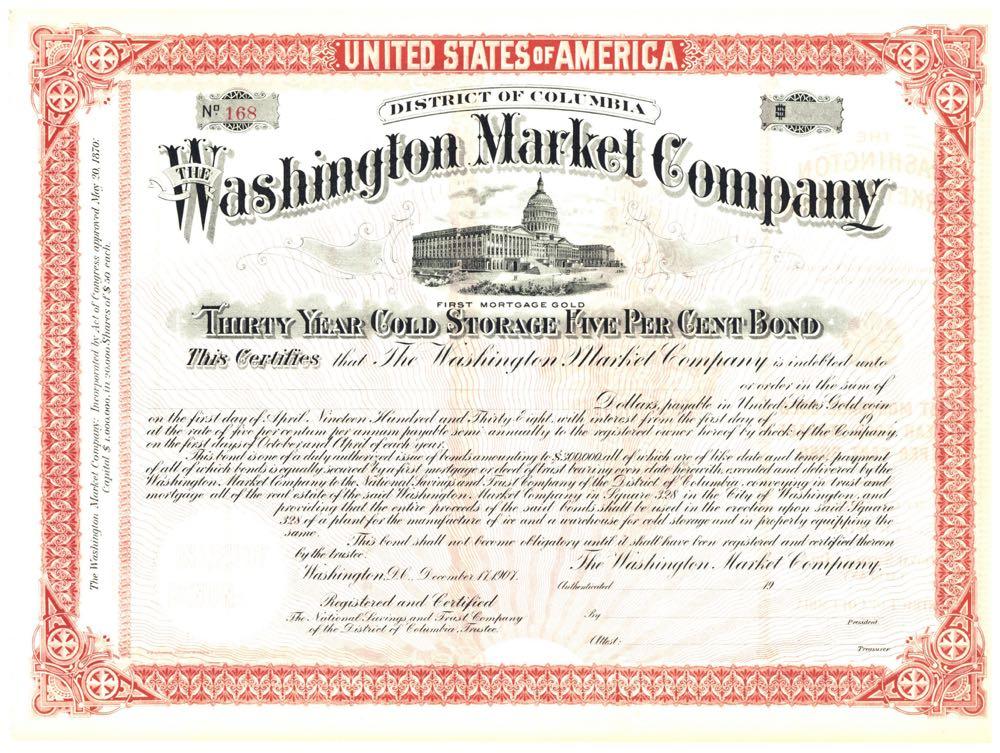 UNITED STATES OF AMERICA
No 168
DISTRICT OF COLUMBIA
$
THE Washington Market Company
FIRST MORTGAGE GOLD
THIRTY YEAR COLD STORAGE FIVE PER CENT BOND
This Certifies that The Washington Market Company is indebted unto
or order in the sum of
Dollars, payable in United States Gold coin
on the first day of April Nineteen Hundred and Thirty Eight with interest from the first day of 19
at the rate of five per centum per annum payable semi annually to the registered owner hereof by check of the Company,
on the first days of October and April of each year.
This bond is one of a duly authorized issue of bonds amounting to $300,000. all of which are of like date and tenor, payment
of all of which bonds is equally secured by a first mortgage or deed of trust bearing even date herewith, executed and delivered by the
Washington Market Company to the National Savings and Trust Company of the District of Columbia, conveying in trust and
mortgage all of the real estate of the said Washington Market Company in Square 328 in the City of Washington, and
providing that the entire proceeds of the said bonds shall be used in the erection upon said Square
328 of a plant for the manufacture of ice and a warehouse for cold storage and in properly equipping the
same.
This bond shall not become obligatory until it shall have been registered and certified thereon
by the trustee.
The Washington Market Company,
Washington, D.C., December 17, 1907.
Authenticated 19
Registered and Certified
The National Savings and Trust Company
of the District of Columbia, Trustee.
By
President
Attest:
Treasurer
The Washington Market Company: Incorporated by Act of Congress approved May 20, 1870:
Capital $1,000,000. in 20,000 Shares of $50 each.